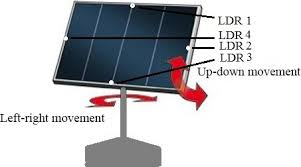 LDR 1
LDR 4
LDR 2
LDR 3
Up-down movement
Left-right movement